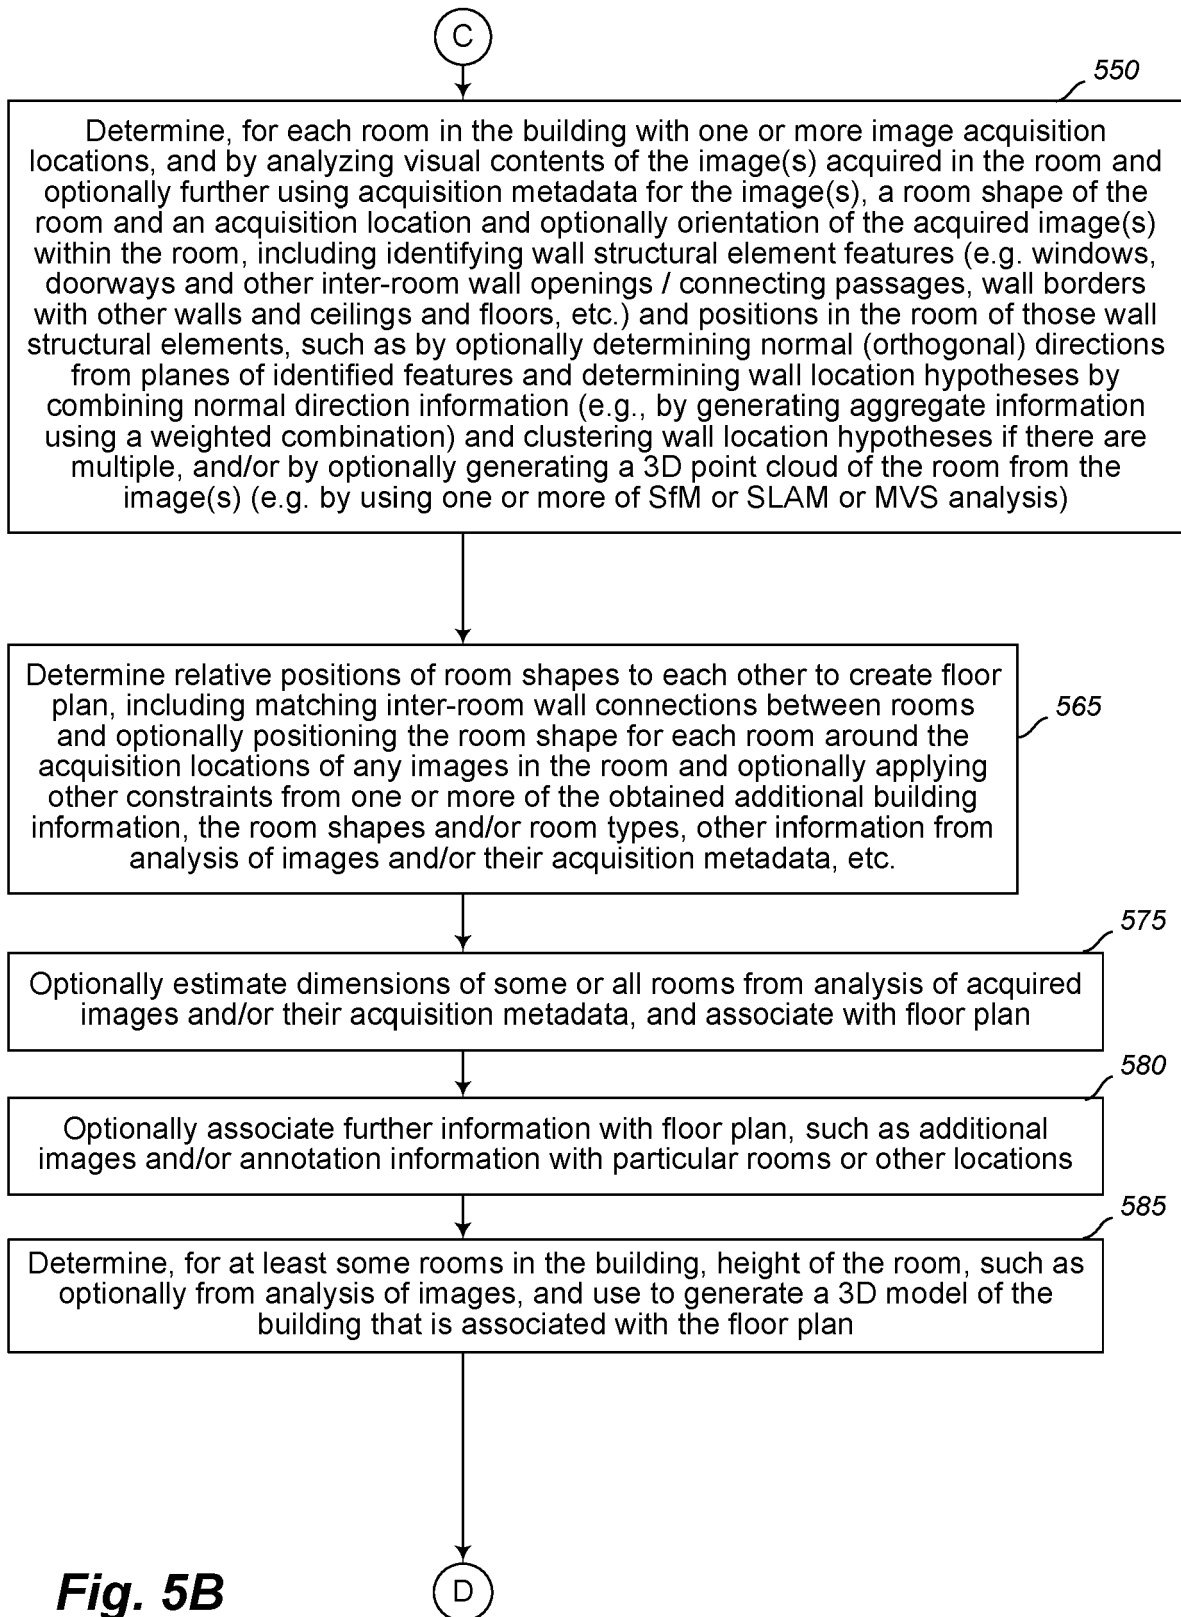 C
550
Determine, for each room in the building with one or more image acquisition
locations, and by analyzing visual contents of the image(s) acquired in the room and
optionally further using acquisition metadata for the image(s), a room shape of the
room and an acquisition location and optionally orientation of the acquired image(s)
within the room, including identifying wall structural element features (e.g. windows,
doorways and other inter-room wall openings / connecting passages, wall borders
with other walls and ceilings and floors, etc.) and positions in the room of those wall
structural elements, such as by optionally determining normal (orthogonal) directions
from planes of identified features and determining wall location hypotheses by
combining normal direction information (e.g., by generating aggregate information
using a weighted combination) and clustering wall location hypotheses if there are
multiple, and/or by optionally generating a 3D point cloud of the room from the
image(s) (e.g. by using one or more of SfM or SLAM or MVS analysis)
Determine relative positions of room shapes to each other to create floor
plan, including matching inter-room wall connections between rooms
and optionally positioning the room shape for each room around the
acquisition locations of any images in the room and optionally applying
other constraints from one or more of the obtained additional building
information, the room shapes and/or room types, other information from
analysis of images and/or their acquisition metadata, etc.
565
575
Optionally estimate dimensions of some or all rooms from analysis of acquired
images and/or their acquisition metadata, and associate with floor plan
580
Optionally associate further information with floor plan, such as additional
images and/or annotation information with particular rooms or other locations
585
Determine, for at least some rooms in the building, height of the room, such as
optionally from analysis of images, and use to generate a 3D model of the
building that is associated with the floor plan
Fig. 5B
D